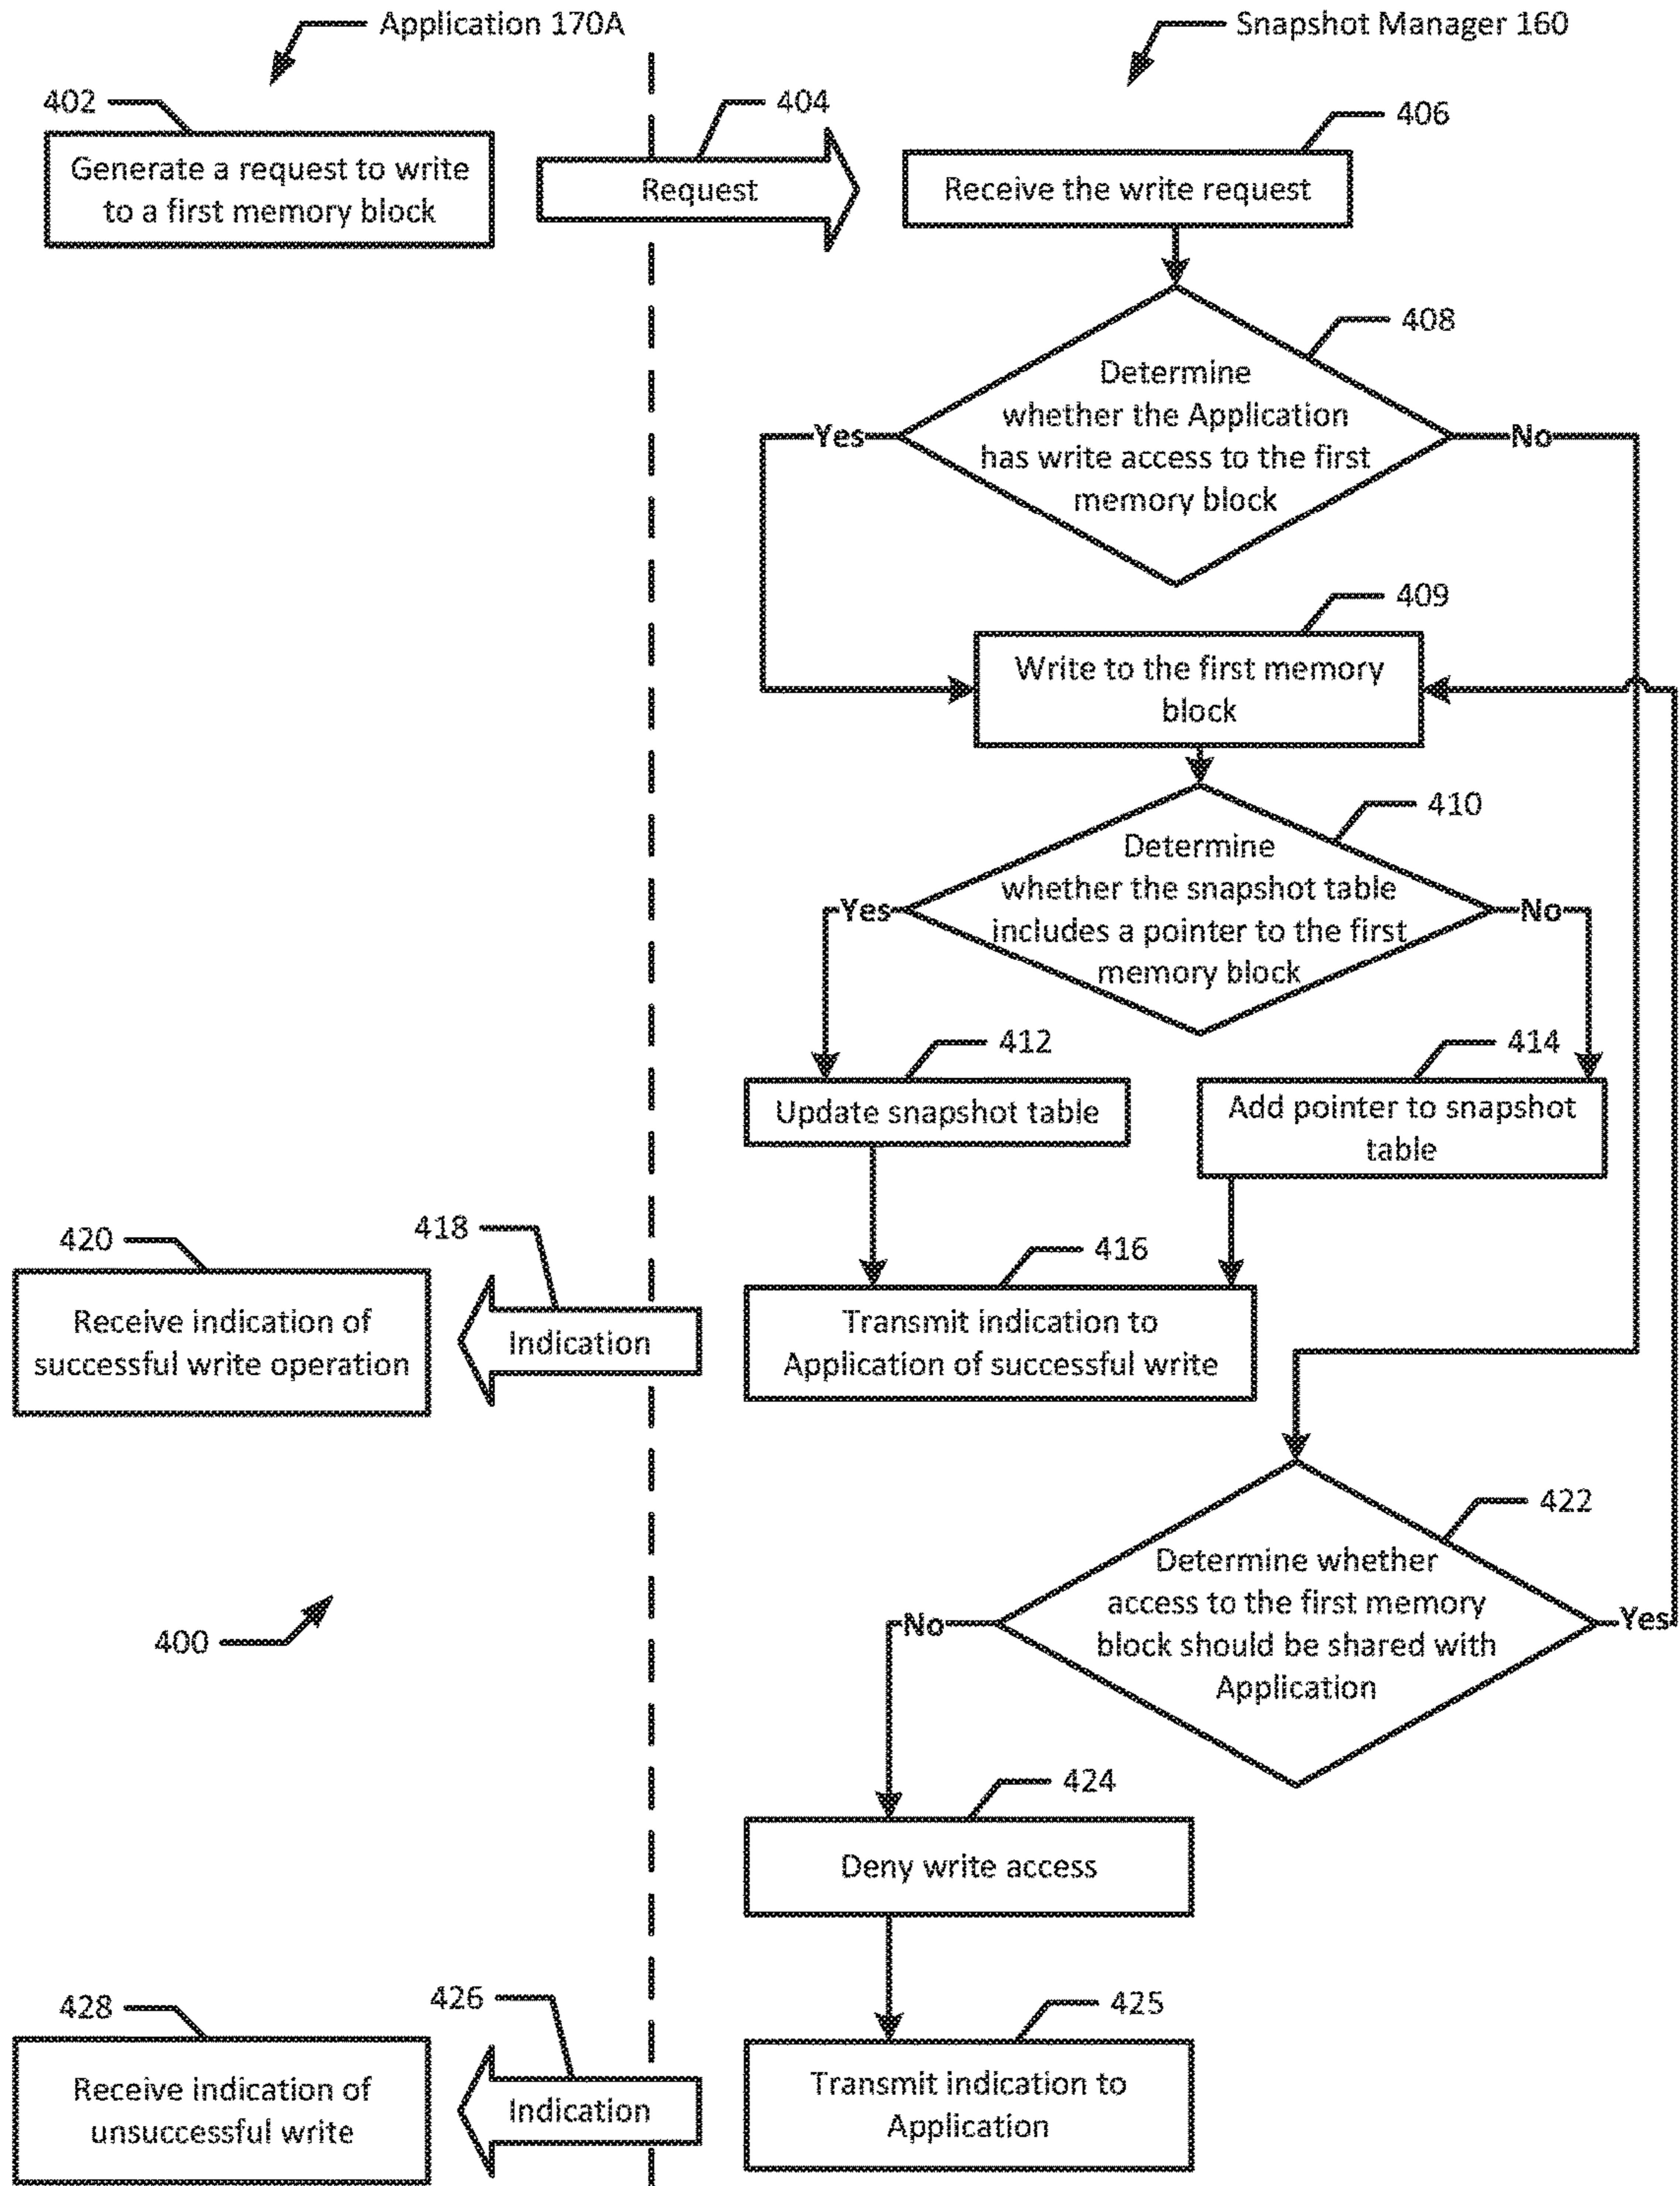 Application 170A
Snapshot Manager 160
402
404
406
Generate a request to write
to a first memory block
Request
Receive the write request
408
Determine
whether the Application
has write access to the first
memory block
Yes
No
409
Write to the first memory
block
410
Determine
whether the snapshot table
includes a pointer to the first
memory block
Yes
No
412
414
Update snapshot table
Add pointer to snapshot
table
420
418
416
Receive indication of
successful write operation
Indication
Transmit indication to
Application of successful write
422
Determine whether
access to the first memory
block should be shared with
Application
No
Yes
400
424
Deny write access
428
426
425
Receive indication of
unsuccessful write
Indication
Transmit indication to
Application